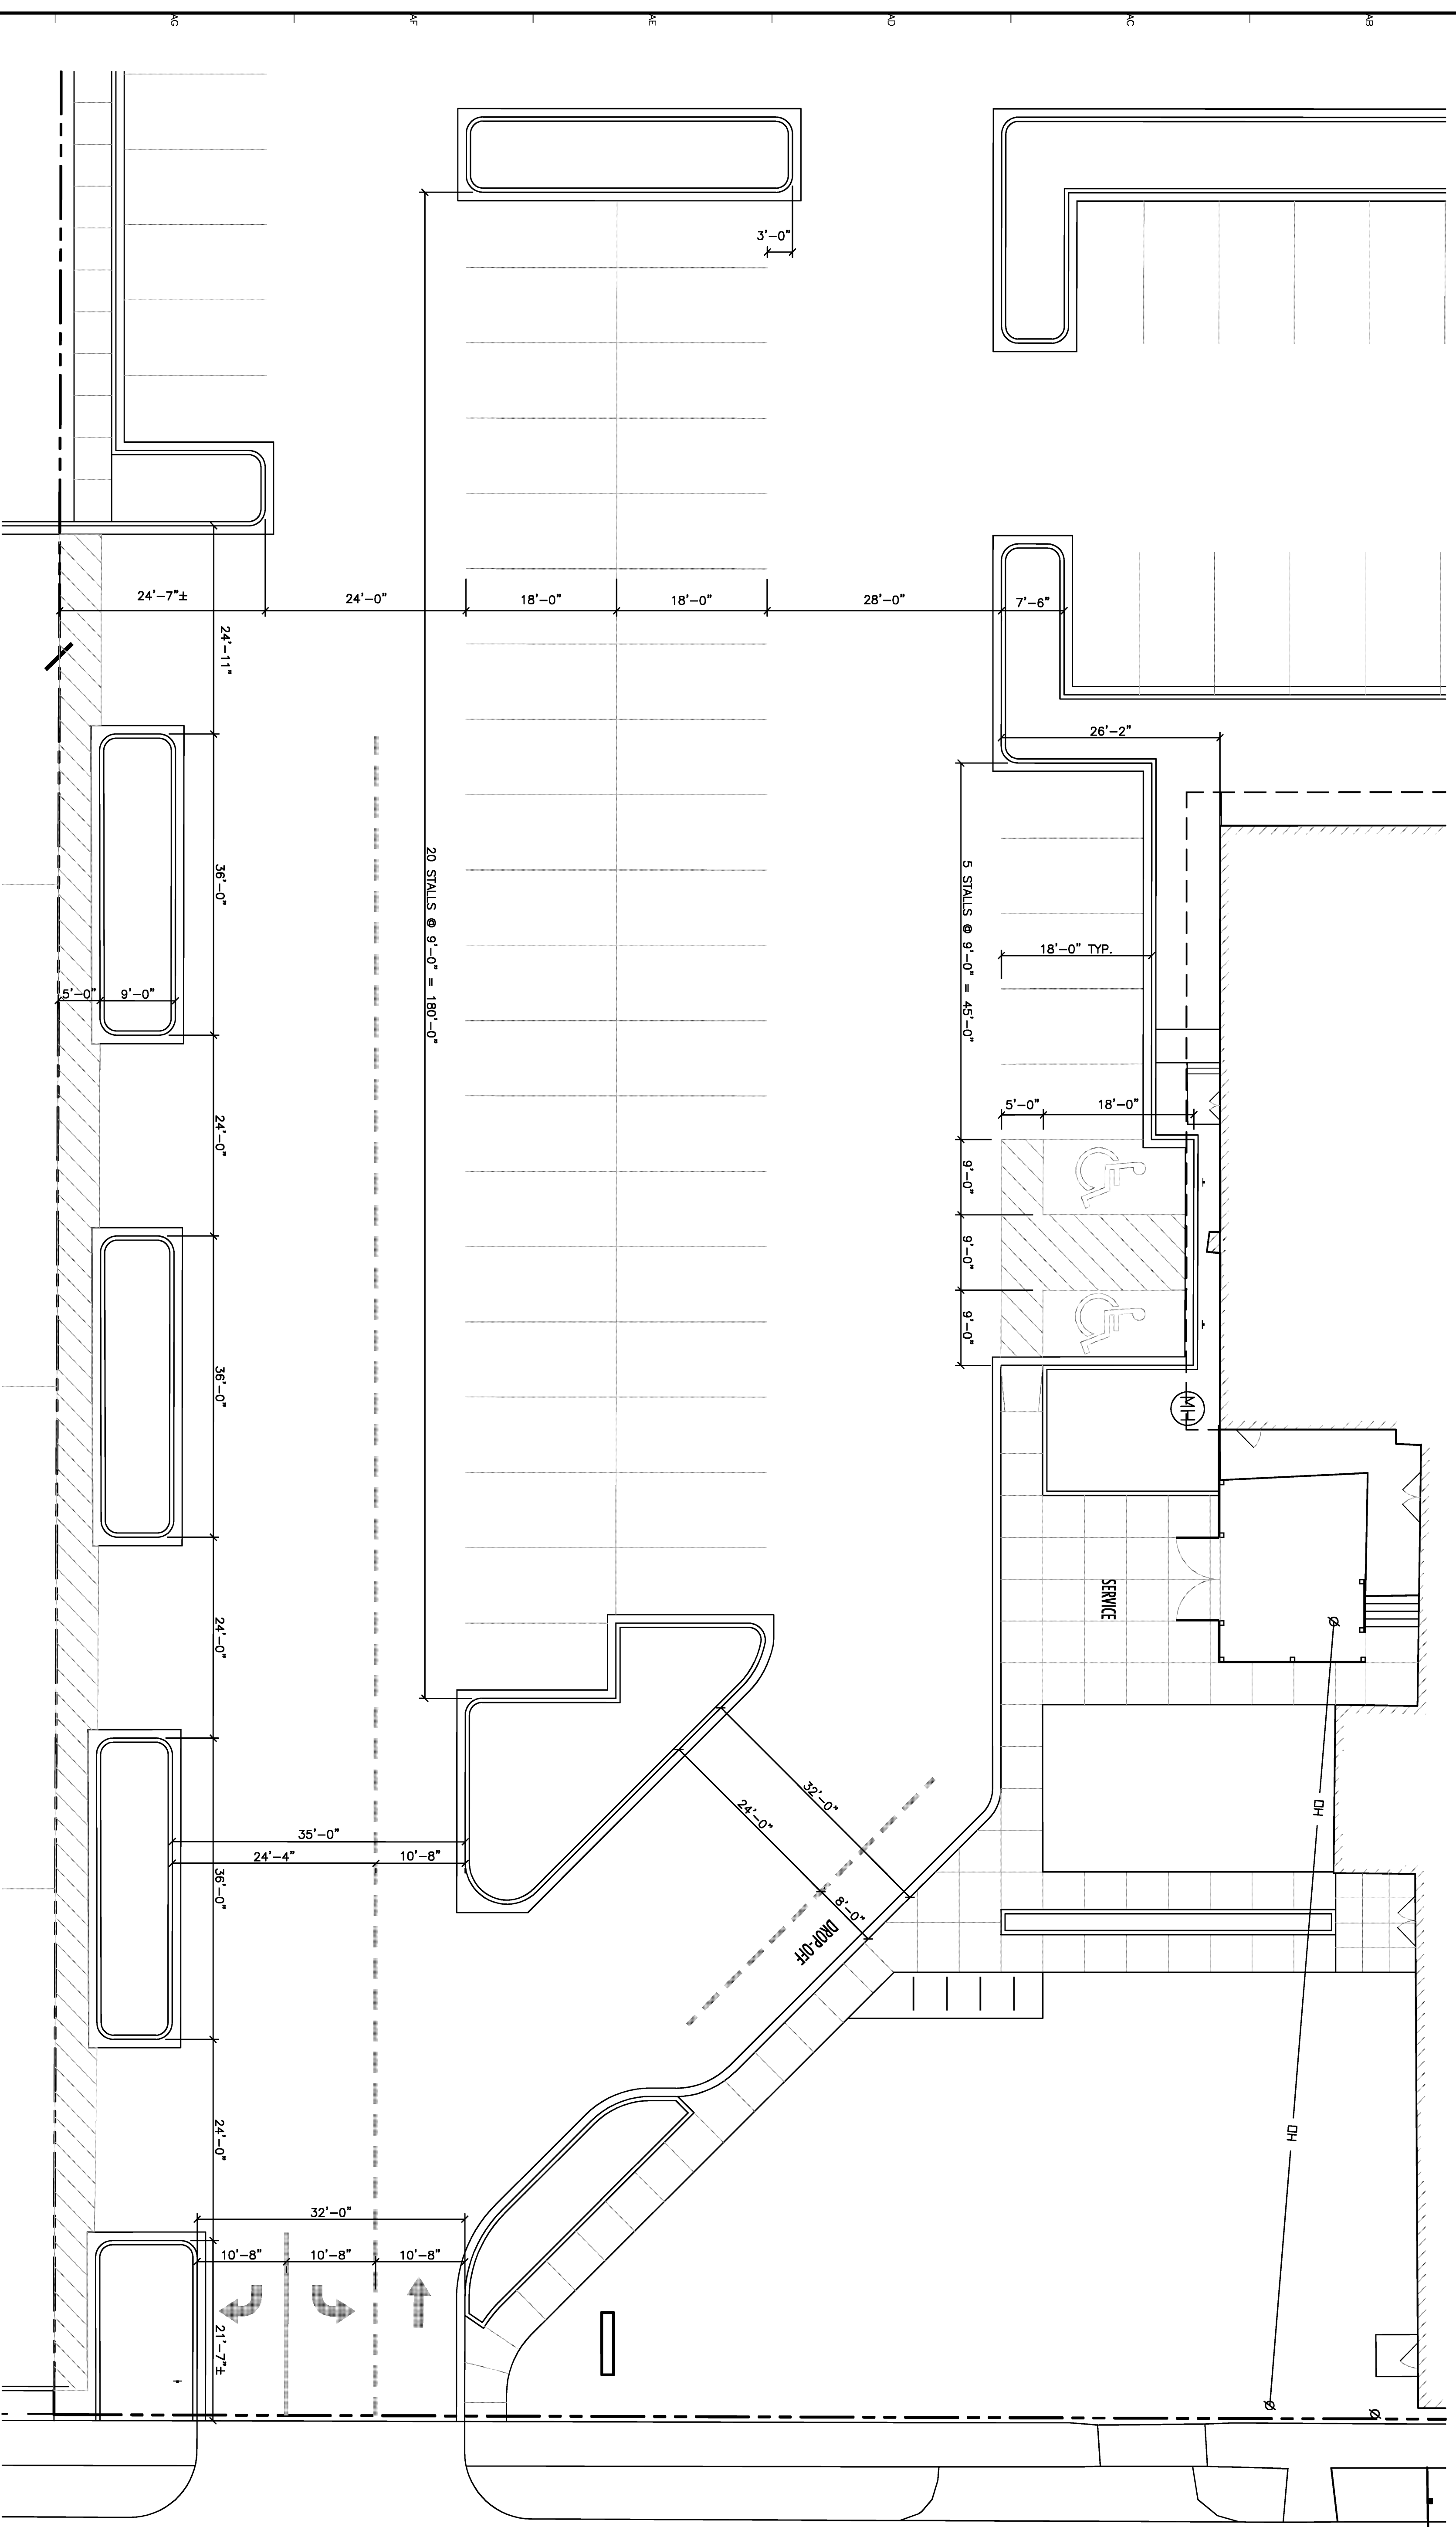 AG
AF
AE
AD
AC
AB
3'-0"
24'-7"±
24'-0"
18'-0"
18'-0"
28'-0"
7'-6"
24'-11"
26'-2"
20 STALLS @ 9'-0" = 180'-0"
5 STALLS @ 9'-0" = 45'-0"
36'-0"
18'-0" TYP.
5'-0"
9'-0"
24'-0"
5'-0"
18'-0"
9'-0"
9'-0"
9'-0"
36'-0"
MH
SERVICE
24'-0"
32'-0"
24'-0"
8'-0"
DROP-OFF
OH
35'-0"
24'-4"
10'-8"
36'-0"
OH
24'-0"
32'-0"
10'-8"
10'-8"
10'-8"
21'-7"±